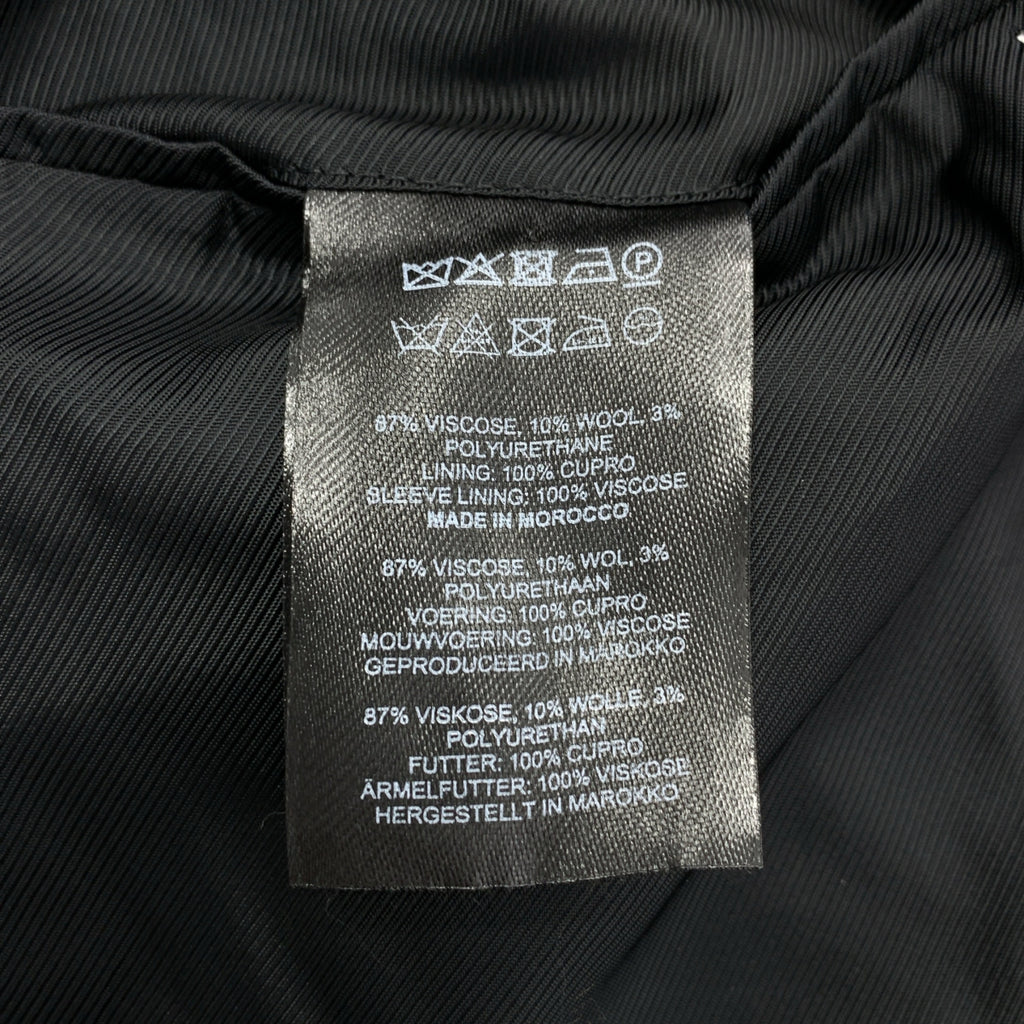 P
87% VISCOSE, 10% WOOL, 3%
POLYURETHANE
LINING: 100% CUPRO
SLEEVE LINING: 100% VISCOSE
MADE IN MOROCCO
87% VISCOSE, 10% WOL, 3%
POLYURETHAAN
VOERING: 100% CUPRO
MOUWVOERING: 100% VISCOSE
GEPRODUCEERD IN MAROKKO
87% VISKOSE, 10% WOLLE, 3%
POLYURETHAN
FUTTER: 100% CUPRO
ÄRMELFUTTER: 100% VISKOSE
HERGESTELLT IN MAROKKO